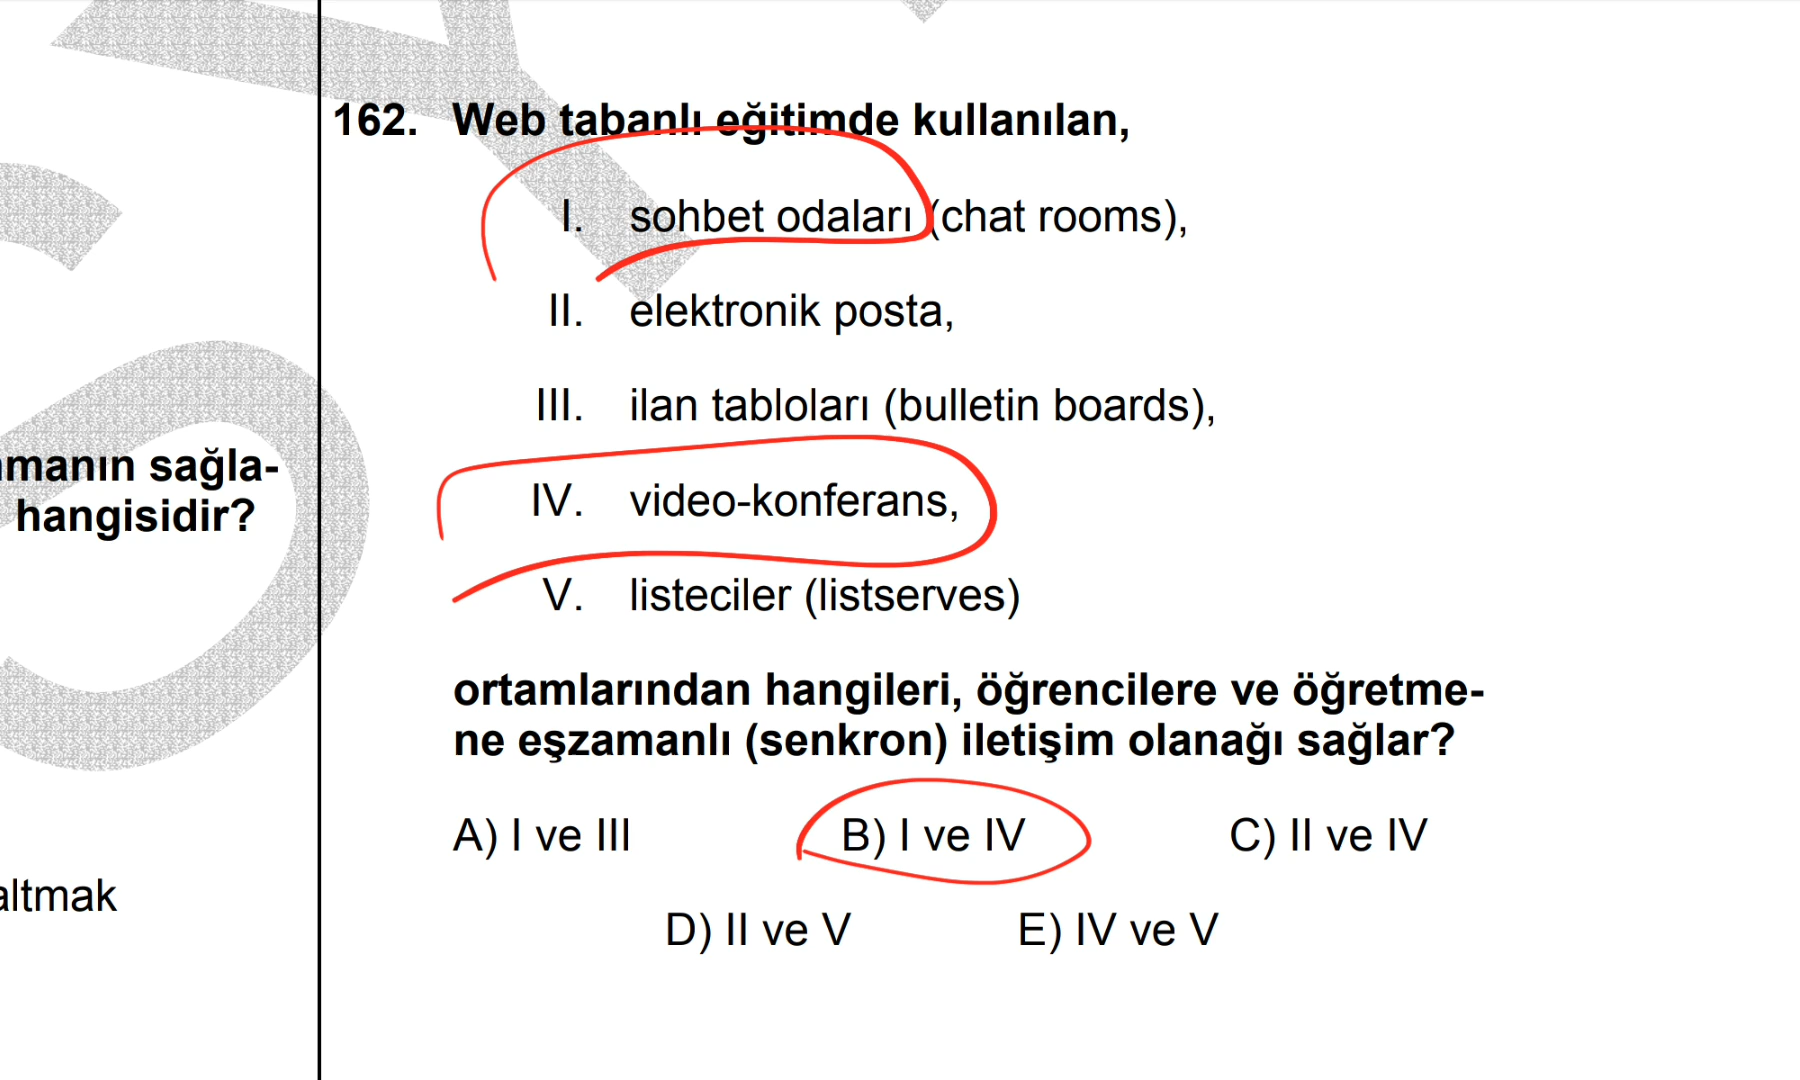 162. Web tabanlı eğitimde kullanılan,
I. sohbet odaları (chat rooms),
II. elektronik posta,
III. ilan tabloları (bulletin boards),
IV. video-konferans,
V. listeciler (listserves)
ortamlarından hangileri, öğrencilere ve öğretme-
ne eşzamanlı (senkron) iletişim olanağı sağlar?
A) I ve III B) I ve IV C) II ve IV
D) II ve V E) IV ve V
sağla-
hangisidir?